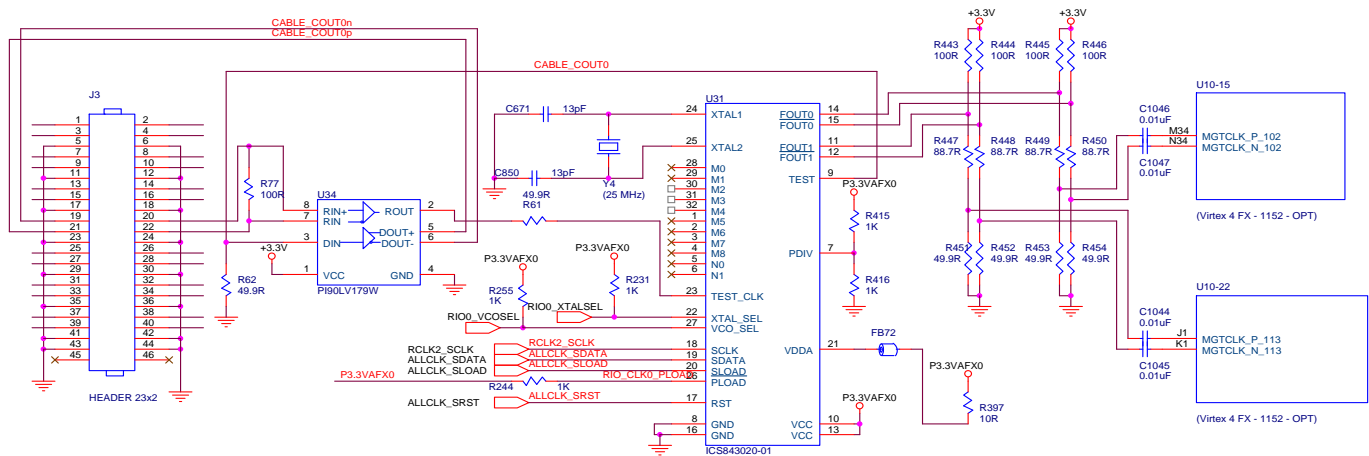 CABLE_COUT0n
CABLE_COUT0p
CABLE_COUT0
J3
1 2
3 4
5 6
7 8
9 10
11 12
13 14
15 16
17 18
19 20
21 22
23 24
25 26
27 28
29 30
31 32
33 34
35 36
37 38
39 40
41 42
43 44
45 46
HEADER 23x2
R77
100R
R62
49.9R
+3.3V
U34
8 RIN+ ROUT 2
7 RIN
DOUT+ 5
3 DIN DOUT- 6
1 VCC GND 4
PI90LV179W
C671 13pF
C850 13pF
Y4
(25 MHz)
49.9R
R61
P3.3VAFX0
R255
1K
P3.3VAFX0
R231
1K
RIO0_XTALSEL
RIO0_VCOSEL
RCLK2_SCLK RCLK2_SCLK
ALLCLK_SDATA ALLCLK_SDATA
ALLCLK_SLOAD ALLCLK_SLOAD
P3.3VAFX0 RIO_CLK0_PLOAD
R244 1K
ALLCLK_SRST ALLCLK_SRST
U31
24 XTAL1
25 XTAL2
28 M0
29 M1
30 M2
31 M3
32 M4
1 M5
2 M6
3 M7
4 M8
5 N0
6 N1
23 TEST_CLK
22 XTAL_SEL
27 VCO_SEL
18 SCLK
19 SDATA
20 SLOAD
26 PLOAD
17 RST
8 GND
16 GND
FOUT0 14
FOUT0 15
FOUT1 11
FOUT1 12
TEST 9
PDIV 7
VDDA 21
VCC 10
VCC 13
ICS843020-01
P3.3VAFX0
R415
1K
R416
1K
FB72
P3.3VAFX0
R397
10R
P3.3VAFX0
+3.3V +3.3V
R443 R444 R445 R446
100R 100R 100R 100R
R447 R448 R449 R450
88.7R 88.7R 88.7R 88.7R
R451 R452 R453 R454
49.9R 49.9R 49.9R 49.9R
C1046
0.01uF
C1047
0.01uF
U10-15
M34 MGTCLK_P_102
N34 MGTCLK_N_102
(Virtex 4 FX - 1152 - OPT)
C1044
0.01uF
C1045
0.01uF
U10-22
J1 MGTCLK_P_113
K1 MGTCLK_N_113
(Virtex 4 FX - 1152 - OPT)